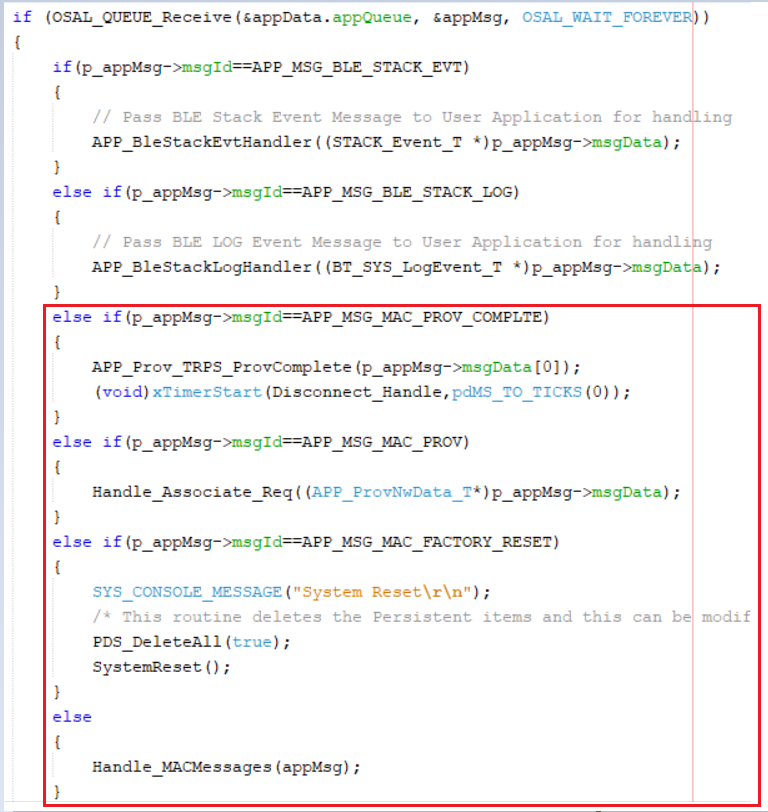 if (OSAL_QUEUE_Receive(&appData.appQueue, &appMsg, OSAL_WAIT_FOREVER))
{
    if(p_appMsg->msgId==APP_MSG_BLE_STACK_EVT)
    {
        // Pass BLE Stack Event Message to User Application for handling
        APP_BleStackEvtHandler((STACK_Event_T *)p_appMsg->msgData);
    }
    else if(p_appMsg->msgId==APP_MSG_BLE_STACK_LOG)
    {
        // Pass BLE LOG Event Message to User Application for handling
        APP_BleStackLogHandler((BT_SYS_LogEvent_T *)p_appMsg->msgData);
    }
    else if(p_appMsg->msgId==APP_MSG_MAC_PROV_COMPLTE)
    {
        APP_Prov_TRPS_ProvComplete(p_appMsg->msgData[0]);
        (void)xTimerStart(Disconnect_Handle,pdMS_TO_TICKS(0));
    }
    else if(p_appMsg->msgId==APP_MSG_MAC_PROV)
    {
        Handle_Associate_Req((APP_ProvNwData_T*)p_appMsg->msgData);
    }
    else if(p_appMsg->msgId==APP_MSG_MAC_FACTORY_RESET)
    {
        SYS_CONSOLE_MESSAGE("System Reset\r\n");
        /* This routine deletes the Persistent items and this can be modif
        PDS_DeleteAll(true);
        SystemReset();
    }
    else
    {
        Handle_MACMessages(appMsg);
    }